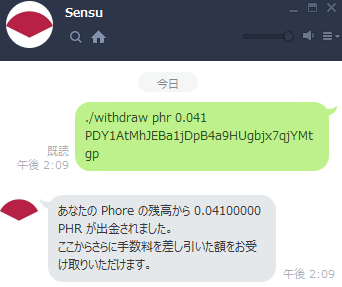 Sensu
今日
./withdraw phr 0.041
PDY1AtMhJEBa1jDpB4a9HUgbjx7qjYMt
gp
既読
午後 2:09
あなたの Phore の残高から 0.04100000
PHR が出金されました。
ここからさらに手数料を差し引いた額をお受
け取りいただけます。
午後 2:09